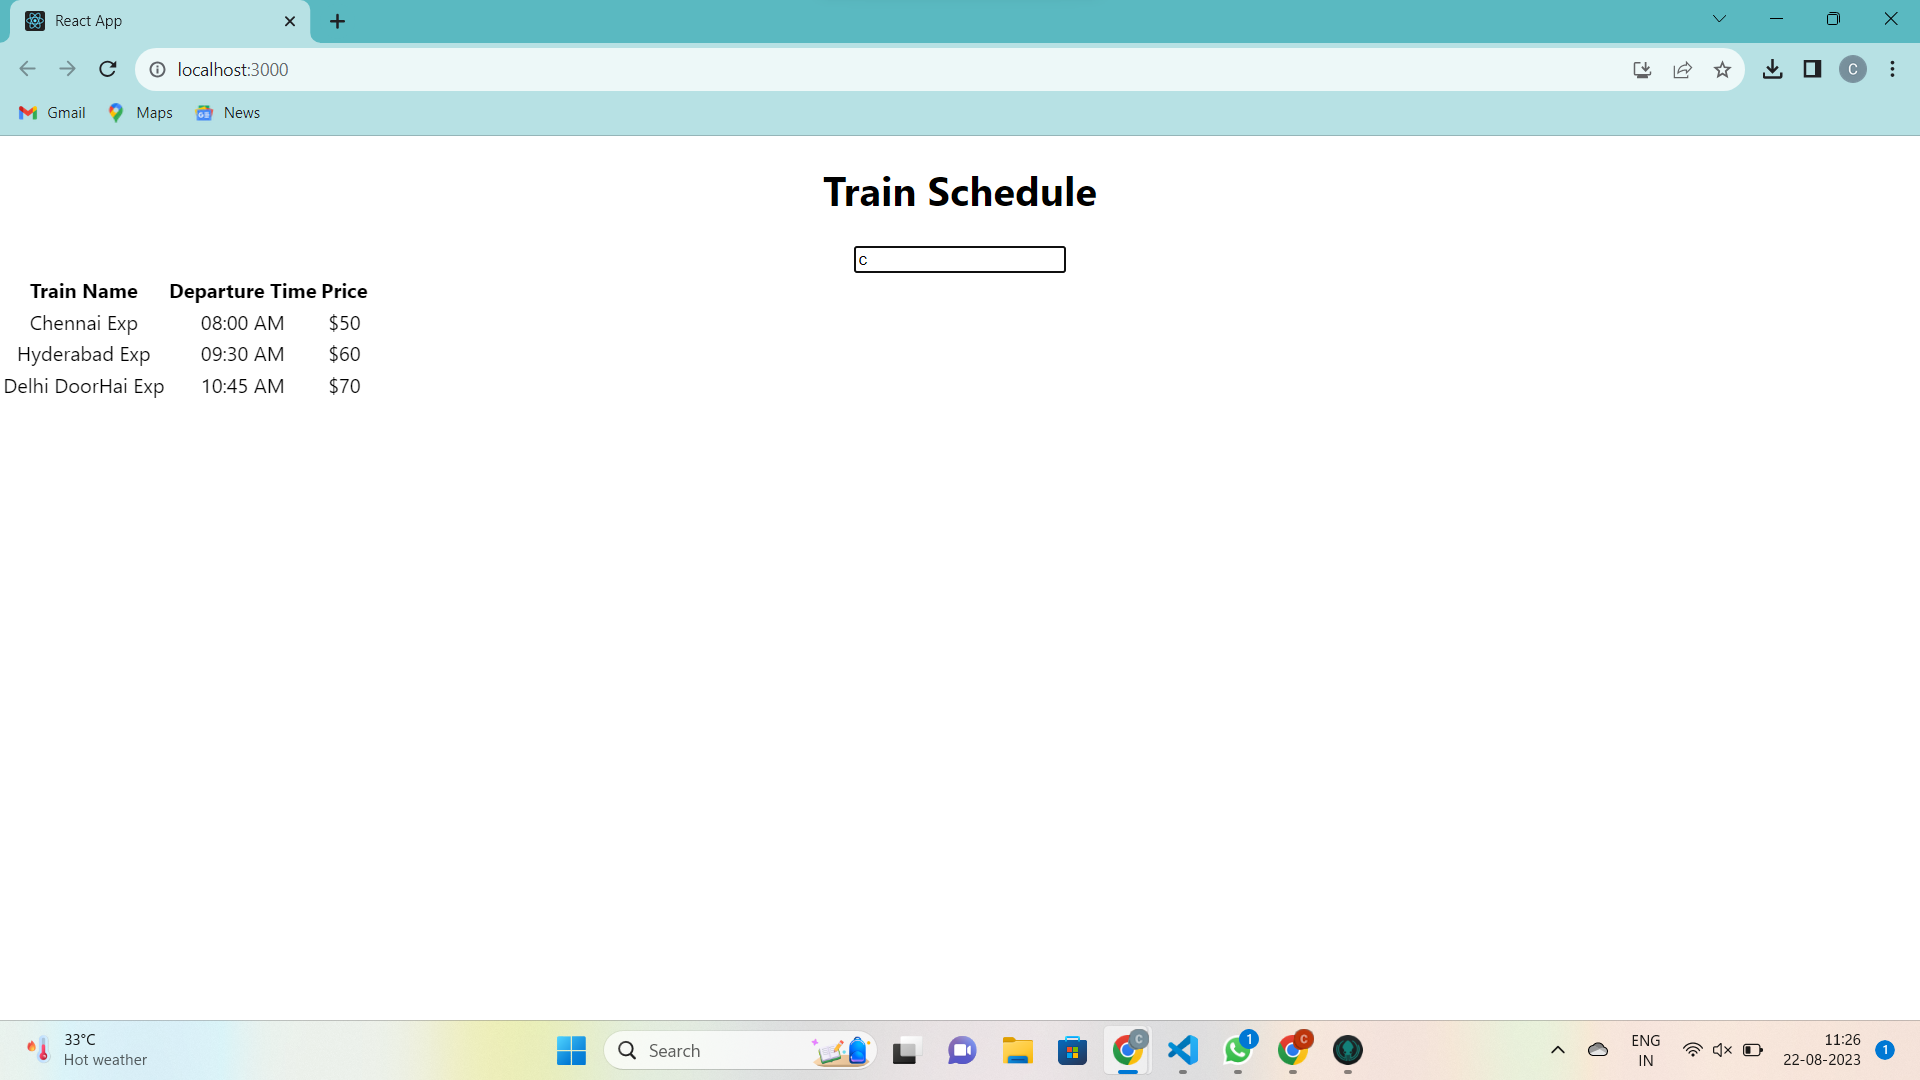 React App
localhost:3000
C
Gmail Maps News
Train Schedule
c
Train Name Departure Time Price
Chennai Exp 08:00 AM $50
Hyderabad Exp 09:30 AM $60
Delhi DoorHai Exp 10:45 AM $70
33°C
Hot weather
Search
C
1
C
ENG
IN
11:26
22-08-2023
1